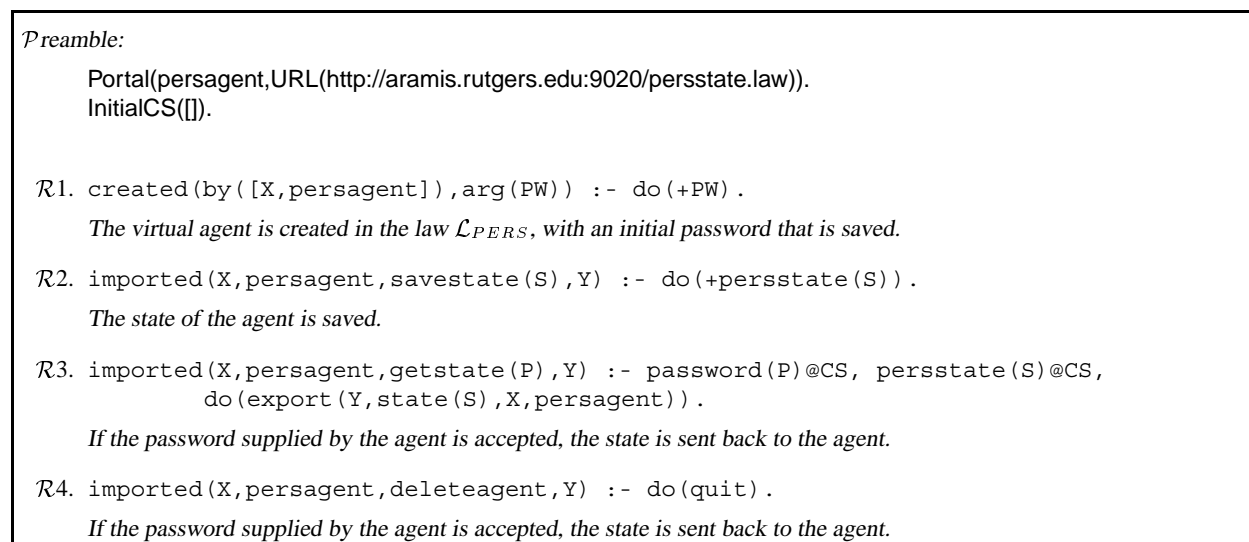 Preamble:
Portal(persagent,URL(http://aramis.rutgers.edu:9020/persstate.law)).
InitialCS([]).
R1. created(by([X,persagent]),arg(PW)) :- do(+PW).
The virtual agent is created in the law L_PERS, with an initial password that is saved.
R2. imported(X,persagent,savestate(S),Y) :- do(+persstate(S)).
The state of the agent is saved.
R3. imported(X,persagent,getstate(P),Y) :- password(P)@CS, persstate(S)@CS,
do(export(Y,state(S),X,persagent)).
If the password supplied by the agent is accepted, the state is sent back to the agent.
R4. imported(X,persagent,deleteagent,Y) :- do(quit).
If the password supplied by the agent is accepted, the state is sent back to the agent.